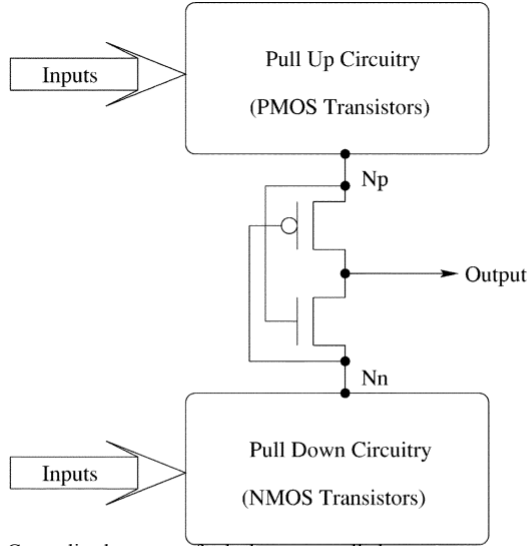 Pull Up Circuitry
Inputs
(PMOS Transistors)
Np
Output
Nn
Pull Down Circuitry
Inputs
(NMOS Transistors)